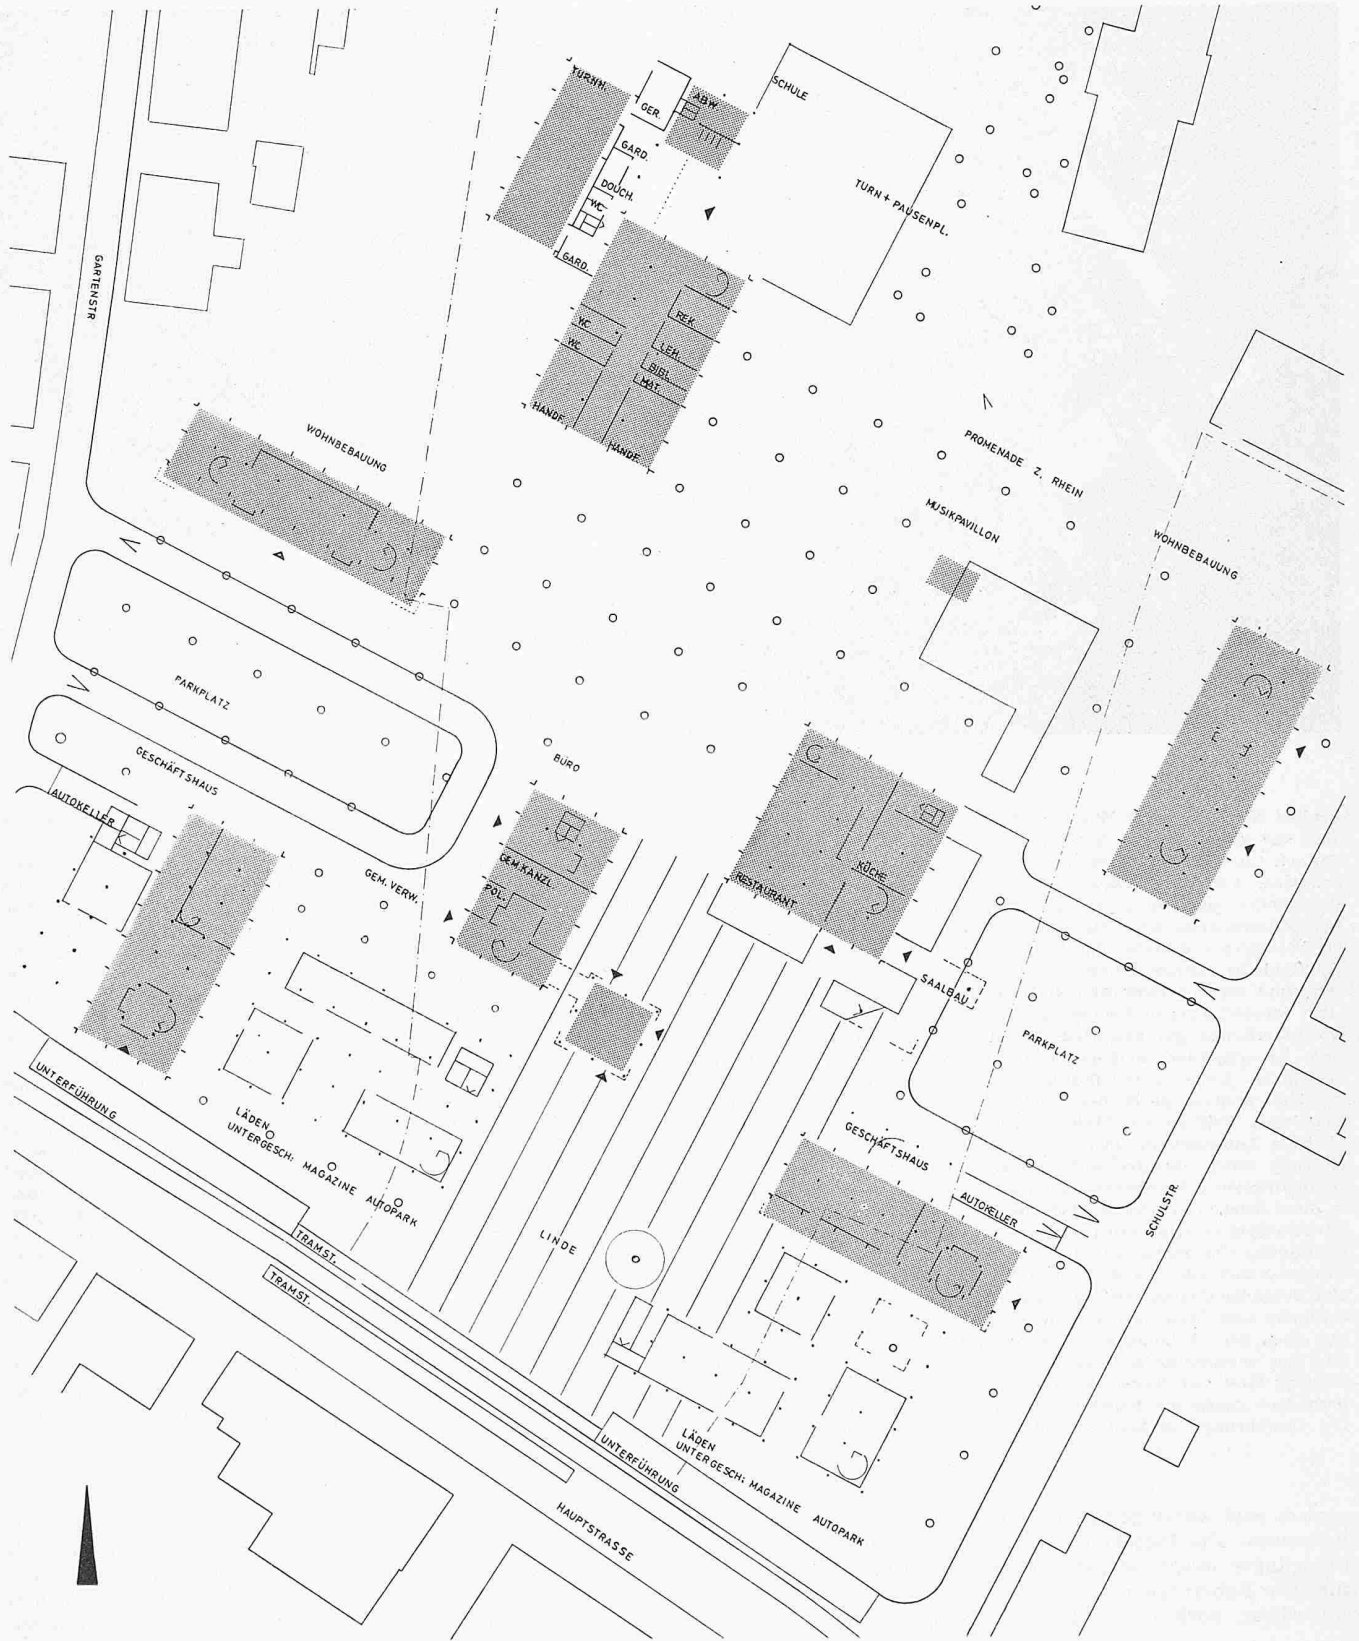 TURNH.
GER.
ABW.
SCHULE
GARD.
DOUCH.
WC
GARD.
TURN + PAUSENPL.
GARTENSTR
REK.
WC
LEH.
WC
BIBL.
MAT.
HANDF.
HANDF.
WOHNBEBAUUNG
PROMENADE Z. RHEIN
MUSIKPAVILLON
WOHNBEBAUUNG
PARKPLATZ
GESCHÄFTSHAUS
AUTOKELLER
BÜRO
GEM. VERW.
GEM. KANZL.
POL.
KÜCHE
RESTAURANT
SAALBAU
PARKPLATZ
UNTERFÜHRUNG
LÄDEN
UNTERGESCH: MAGAZINE AUTOPARK
TRAMST.
TRAMST.
LINDE
GESCHÄFTSHAUS
AUTOKELLER
SCHULSTR.
LÄDEN
UNTERGESCH: MAGAZINE AUTOPARK
UNTERFÜHRUNG
HAUPTSTRASSE